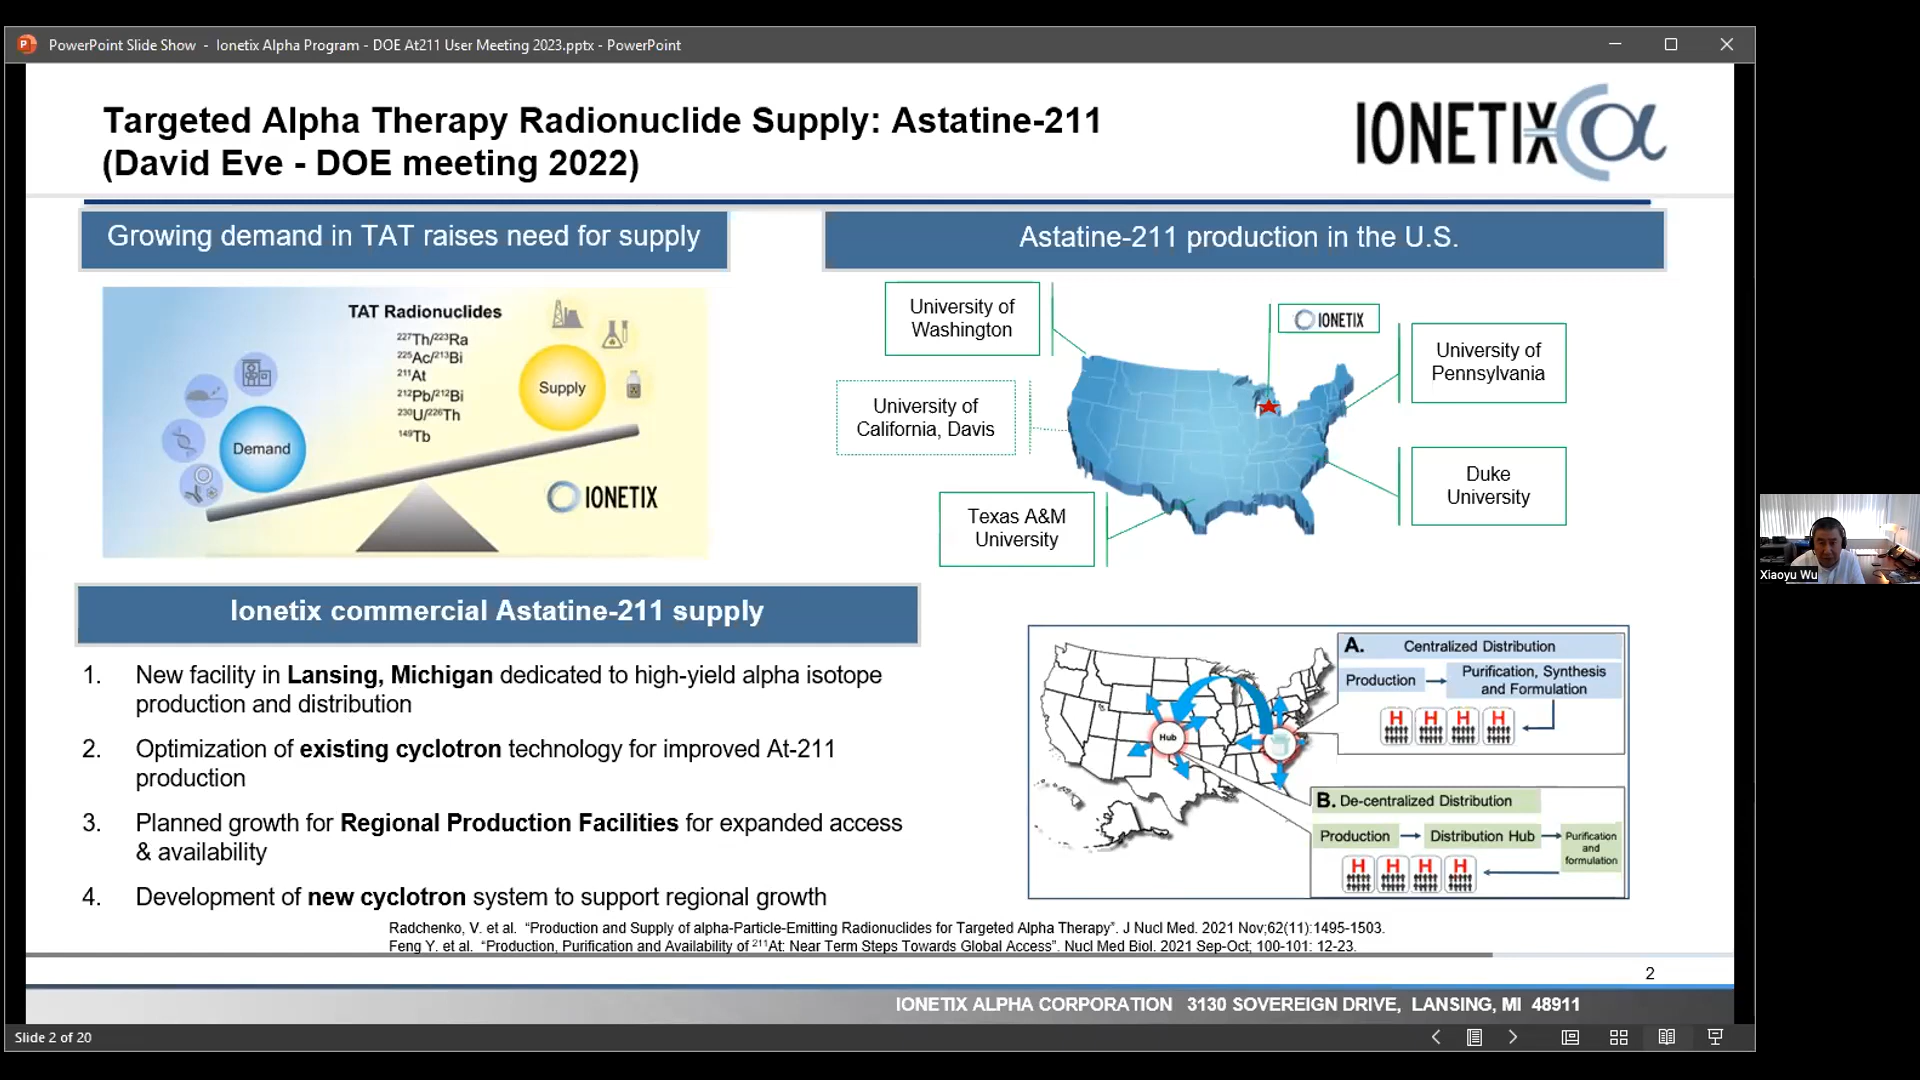 PowerPoint Slide Show - Ionetix Alpha Program - DOE At211 User Meeting 2023.pptx - PowerPoint
Targeted Alpha Therapy Radionuclide Supply: Astatine-211
(David Eve - DOE meeting 2022)
IONETIX α
Growing demand in TAT raises need for supply
TAT Radionuclides
²²⁷Th/²²³Ra
²²⁵Ac/²¹³Bi
²¹¹At
²¹²Pb/²¹²Bi
²³⁰U/²²⁶Th
¹⁴⁹Tb
Supply
Demand
IONETIX
Astatine-211 production in the U.S.
University of
Washington
IONETIX
University of
Pennsylvania
University of
California, Davis
Duke
University
Texas A&M
University
Ionetix commercial Astatine-211 supply
1. New facility in Lansing, Michigan dedicated to high-yield alpha isotope
production and distribution
2. Optimization of existing cyclotron technology for improved At-211
production
3. Planned growth for Regional Production Facilities for expanded access
& availability
4. Development of new cyclotron system to support regional growth
Hub
A. Centralized Distribution
Production
Purification, Synthesis
and Formulation
H H H H
B. De-centralized Distribution
Production
Distribution Hub
Purification
and
formulation
H H H H
Radchenko, V. et al. “Production and Supply of alpha-Particle-Emitting Radionuclides for Targeted Alpha Therapy”. J Nucl Med. 2021 Nov;62(11):1495-1503.
Feng Y. et al. “Production, Purification and Availability of ²¹¹At: Near Term Steps Towards Global Access”. Nucl Med Biol. 2021 Sep-Oct; 100-101: 12-23.
2
IONETIX ALPHA CORPORATION 3130 SOVEREIGN DRIVE, LANSING, MI 48911
Slide 2 of 20
Xiaoyu Wu